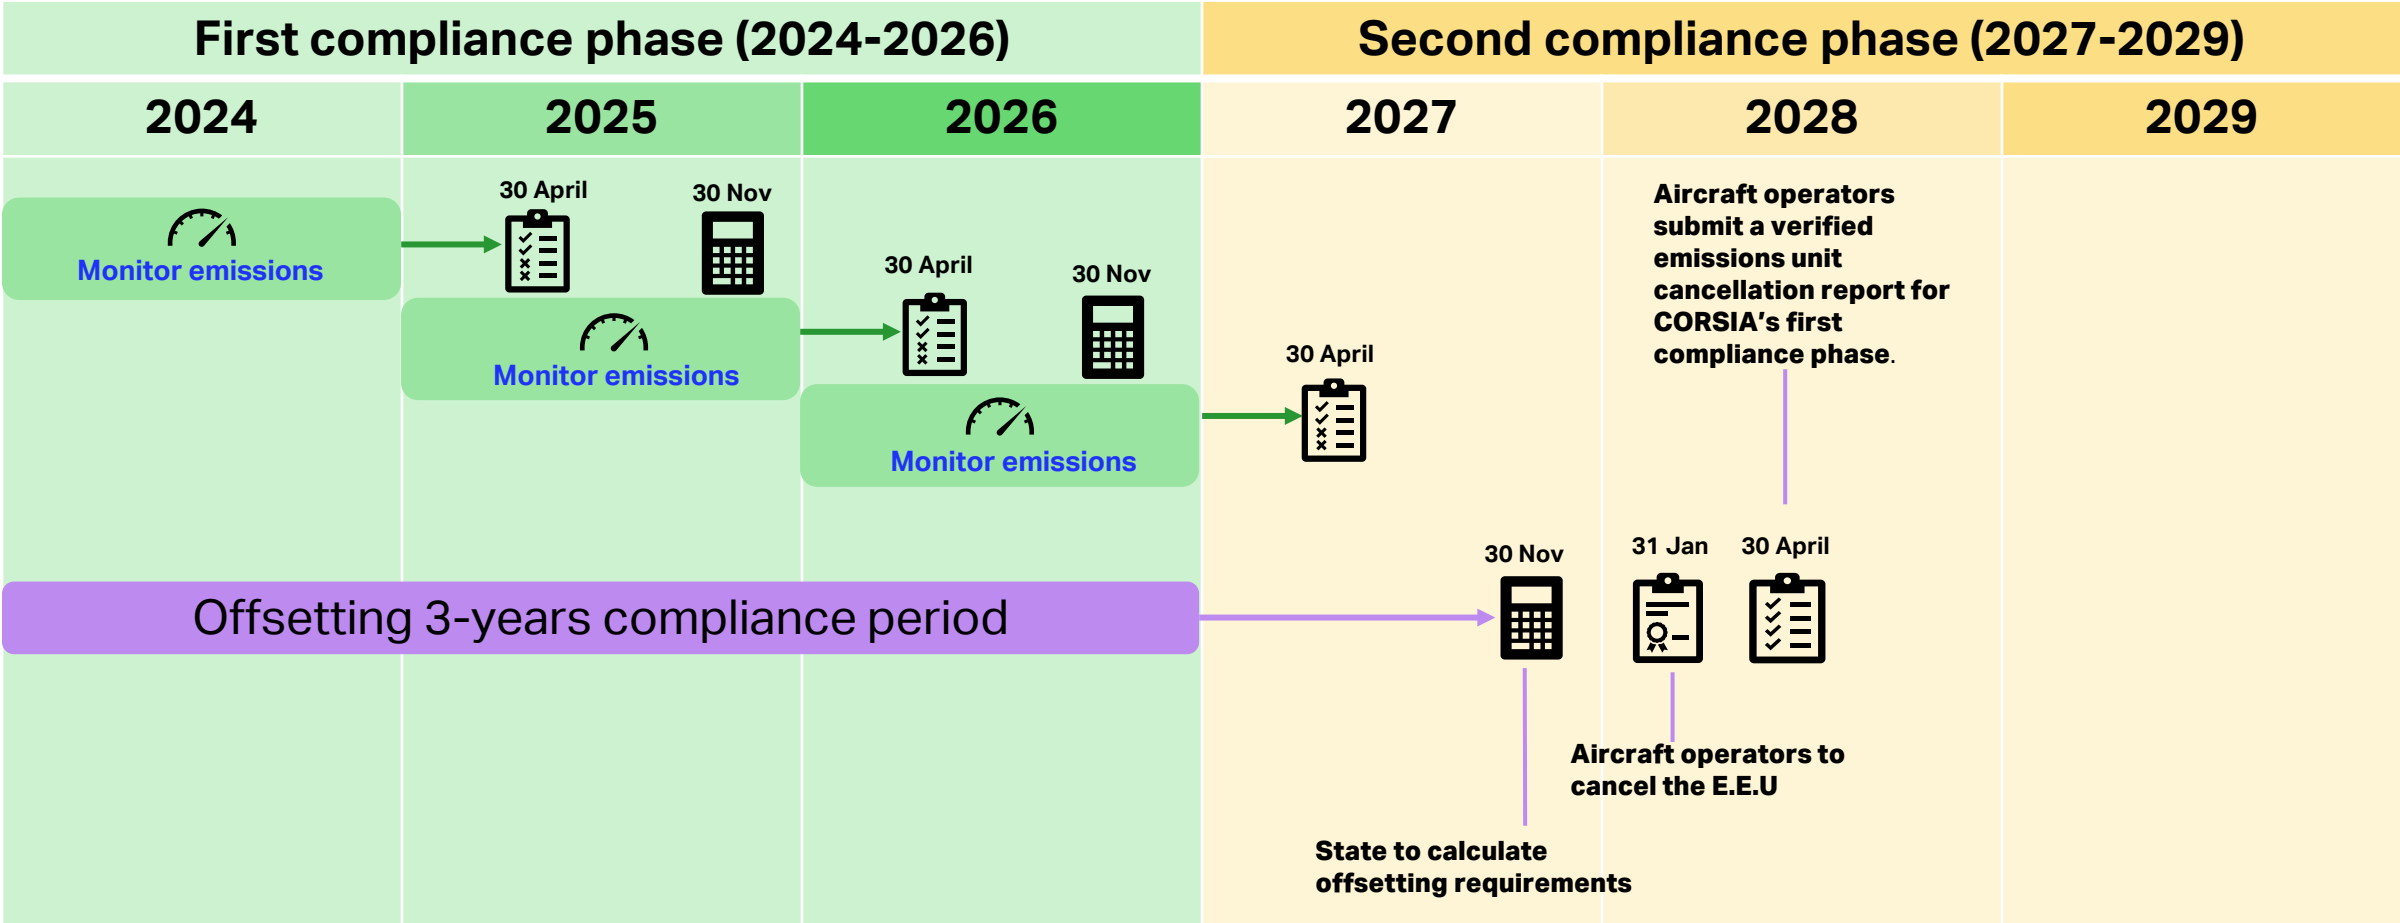 First compliance phase (2024-2026)
Second compliance phase (2027-2029)
2024
2025
2026
2027
2028
2029
30 April
30 Nov
Monitor emissions
30 April
30 Nov
Monitor emissions
30 April
Monitor emissions
Aircraft operators
submit a verified
emissions unit
cancellation report for
CORSIA's first
compliance phase.
30 Nov
31 Jan
30 April
Offsetting 3-years compliance period
Aircraft operators to
cancel the E.E.U
State to calculate
offsetting requirements